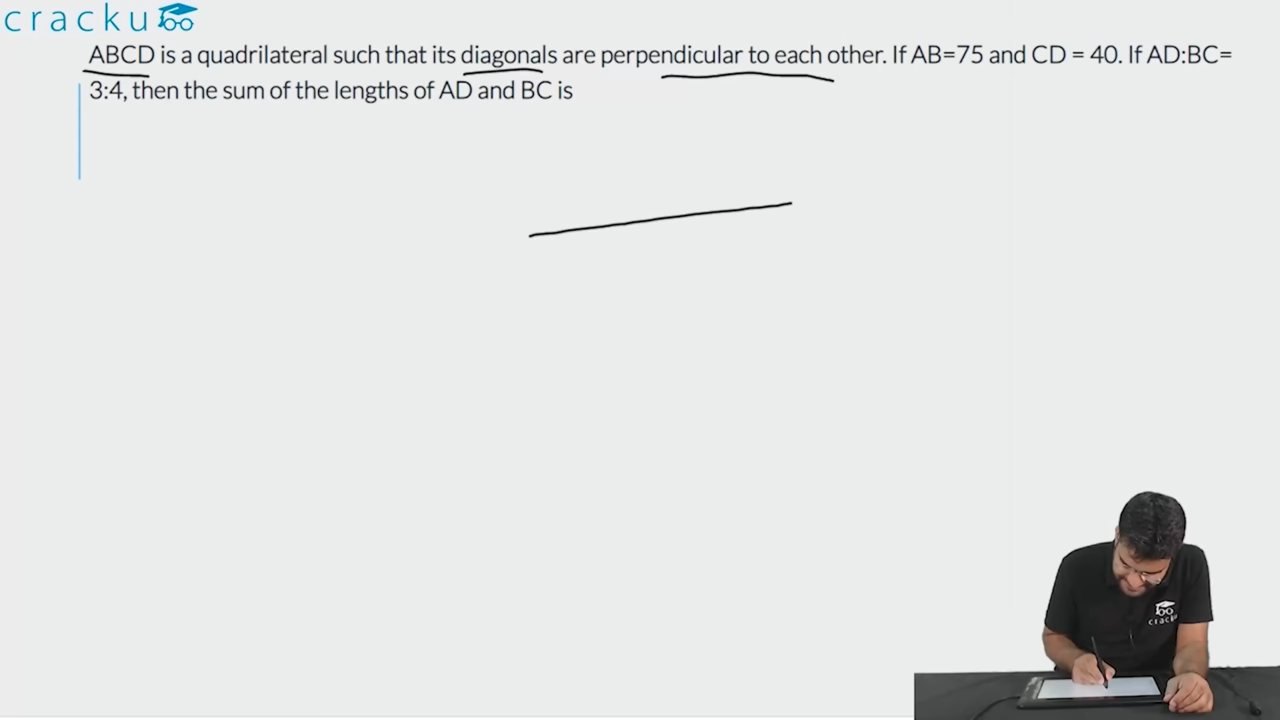 cracku
ABCD is a quadrilateral such that its diagonals are perpendicular to each other. If AB=75 and CD = 40. If AD:BC=
3:4, then the sum of the lengths of AD and BC is